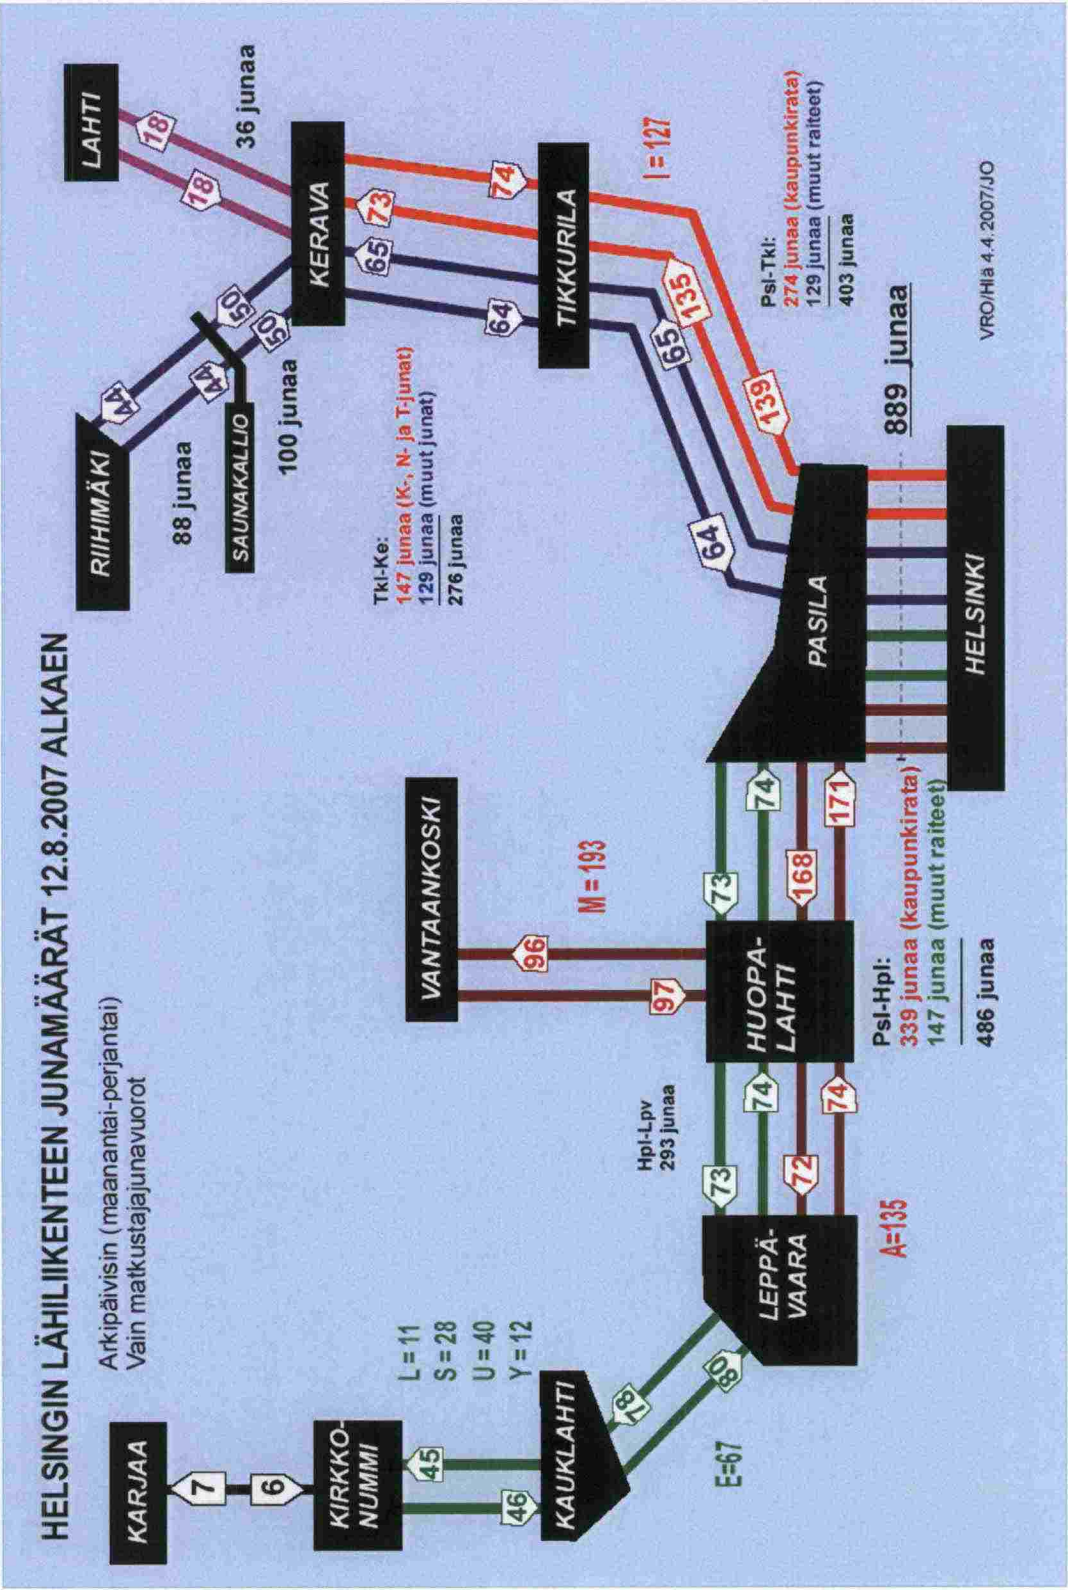 HELSINGIN LÄHILIIKENTEEN JUNAMÄÄRÄT 12.8.2007 ALKAEN
Arkipäivisin (maanantai-perjantai)
Vain matkustajajunavuorot
KARJAA
7
6
KIRKKO-
NUMMI
45
46
L = 11
S = 28
U = 40
Y = 12
KAUKLAHTI
78
80
E=67
LEPPÄ-
VAARA
A=135
Hpl-Lpv
293 junaa
73
74
72
74
HUOPA-
LAHTI
VANTAANKOSKI
97
96
M = 193
73
74
168
171
Psl-Hpl:
339 junaa (kaupunkirata)
147 junaa (muut raiteet)
486 junaa
RIIHIMÄKI
44
44
88 junaa
SAUNAKALLIO
50
50
100 junaa
LAHTI
18
18
36 junaa
KERAVA
64
65
73
74
Tkl-Ke:
147 junaa (K-, N- ja T-junat)
129 junaa (muut junat)
276 junaa
TIKKURILA
I = 127
64
65
135
139
Psl-Tkl:
274 junaa (kaupunkirata)
129 junaa (muut raiteet)
403 junaa
PASILA
889 junaa
HELSINKI
VRO/Hlä 4.4.2007/JO